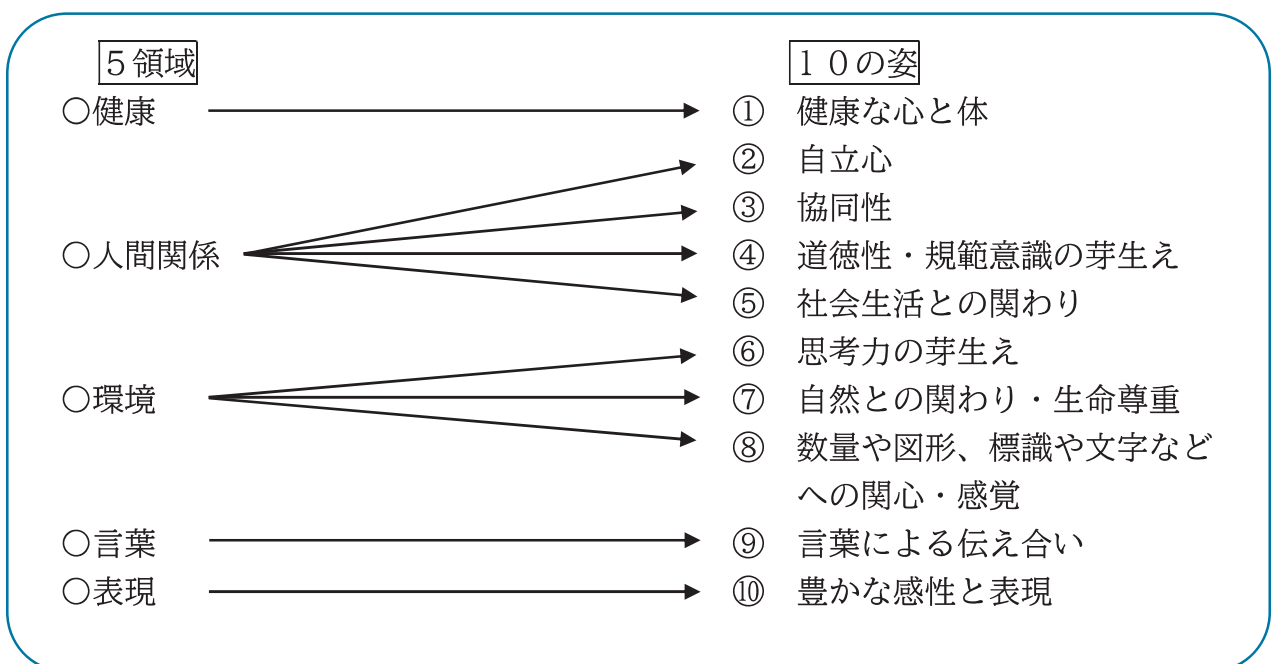 ５領域 １０の姿
○健康 ① 健康な心と体
② 自立心
③ 協同性
○人間関係 ④ 道徳性・規範意識の芽生え
⑤ 社会生活との関わり
⑥ 思考力の芽生え
○環境 ⑦ 自然との関わり・生命尊重
⑧ 数量や図形、標識や文字など
への関心・感覚
○言葉 ⑨ 言葉による伝え合い
○表現 ⑩ 豊かな感性と表現